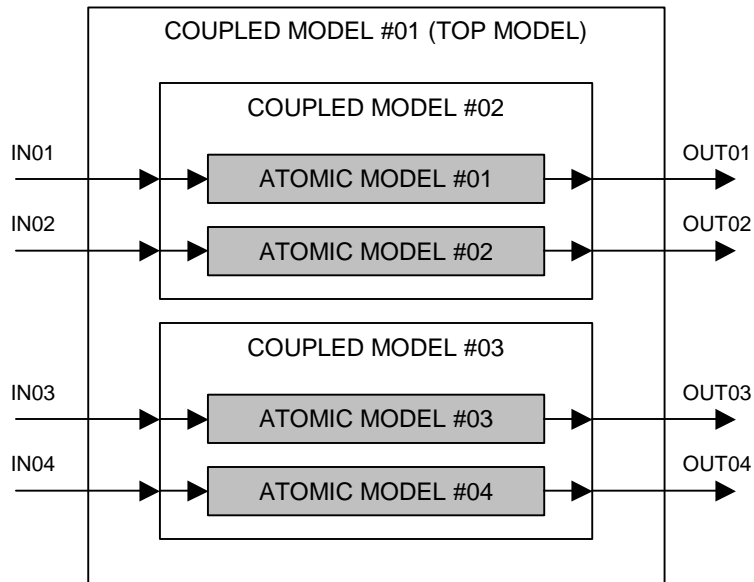 COUPLED MODEL #01 (TOP MODEL)
COUPLED MODEL #02
IN01
OUT01
ATOMIC MODEL #01
IN02
OUT02
ATOMIC MODEL #02
COUPLED MODEL #03
IN03
OUT03
ATOMIC MODEL #03
IN04
OUT04
ATOMIC MODEL #04